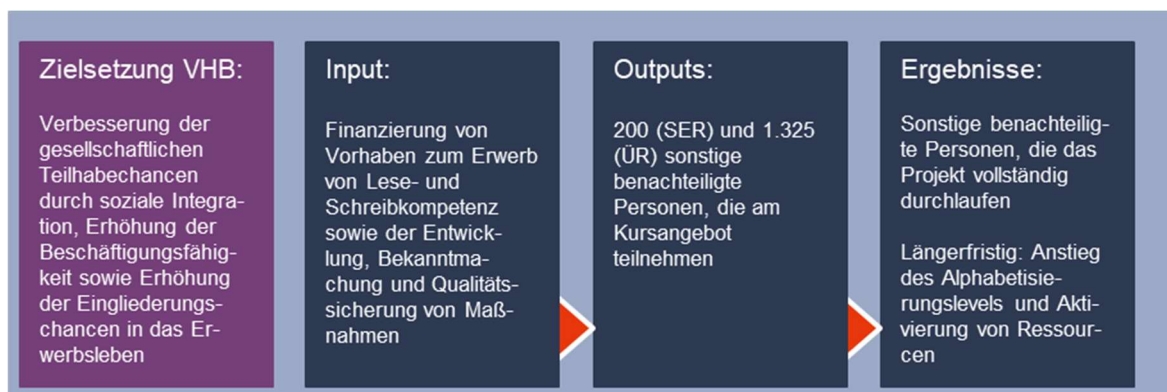 Zielsetzung VHB:
Verbesserung der
gesellschaftlichen
Teilhabechancen
durch soziale Integra-
tion, Erhöhung der
Beschäftigungsfähig-
keit sowie Erhöhung
der Eingliederungs-
chancen in das Er-
werbsleben
Input:
Finanzierung von
Vorhaben zum Erwerb
von Lese- und
Schreibkompetenz
sowie der Entwick-
lung, Bekanntma-
chung und Qualitäts-
sicherung von Maß-
nahmen
Outputs:
200 (SER) und 1.325
(ÜR) sonstige
benachteiligte
Personen, die am
Kursangebot
teilnehmen
Ergebnisse:
Sonstige benachteilig-
te Personen, die das
Projekt vollständig
durchlaufen
Längerfristig: Anstieg
des Alphabetisie-
rungslevels und Akti-
vierung von Ressour-
cen